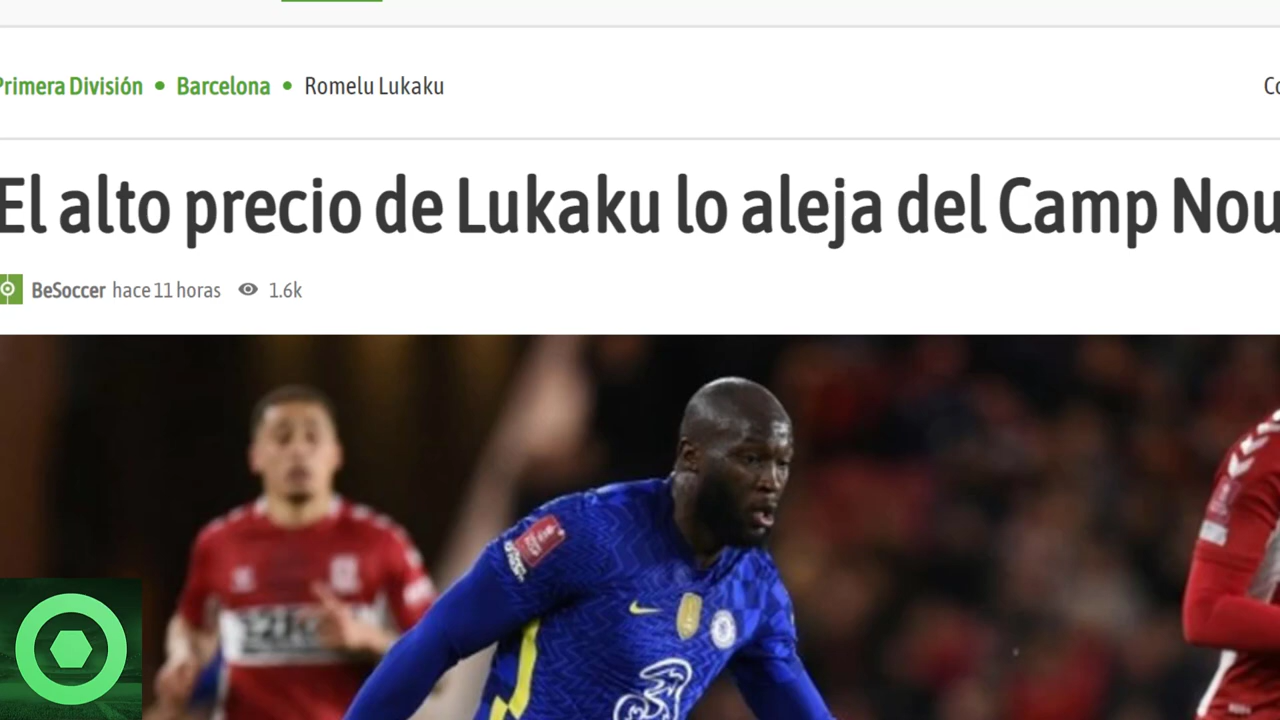 Primera División • Barcelona • Romelu Lukaku
El alto precio de Lukaku lo aleja del Camp Nou
BeSoccer hace 11 horas 1.6k
3